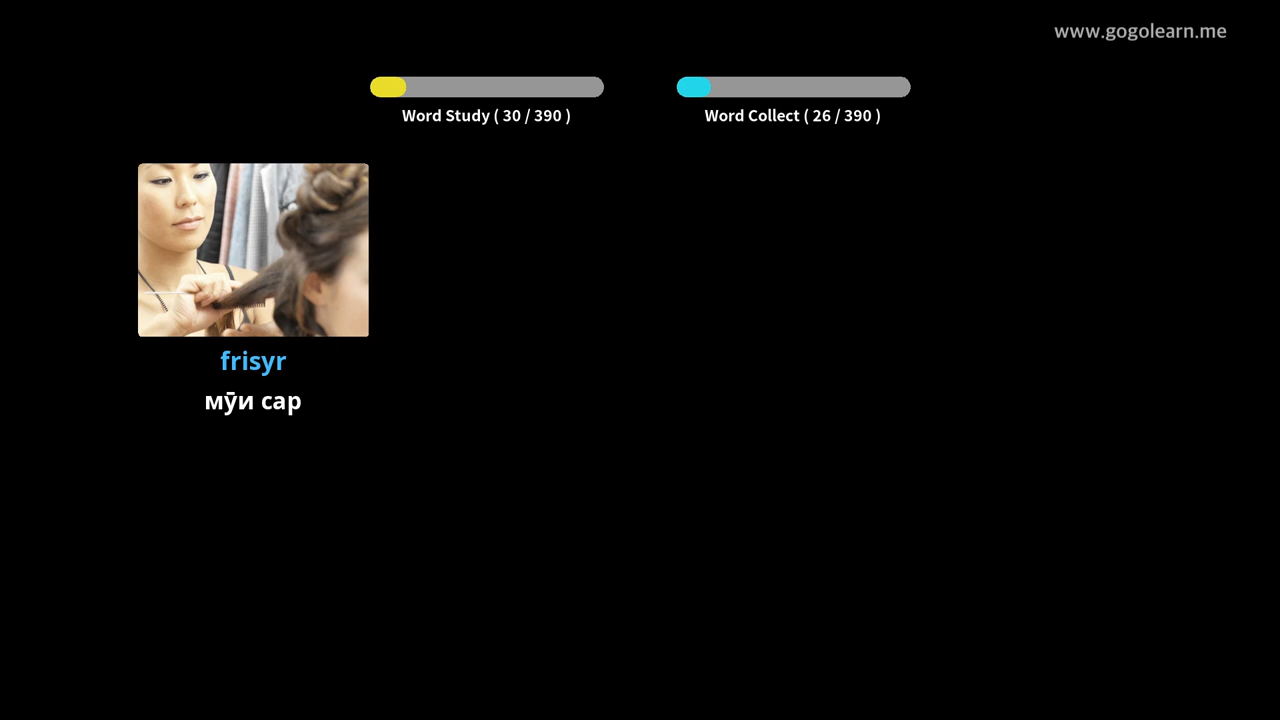 www.gogolearn.me
Word Study ( 30 / 390 )
Word Collect ( 26 / 390 )
frisyr
мӯи сар